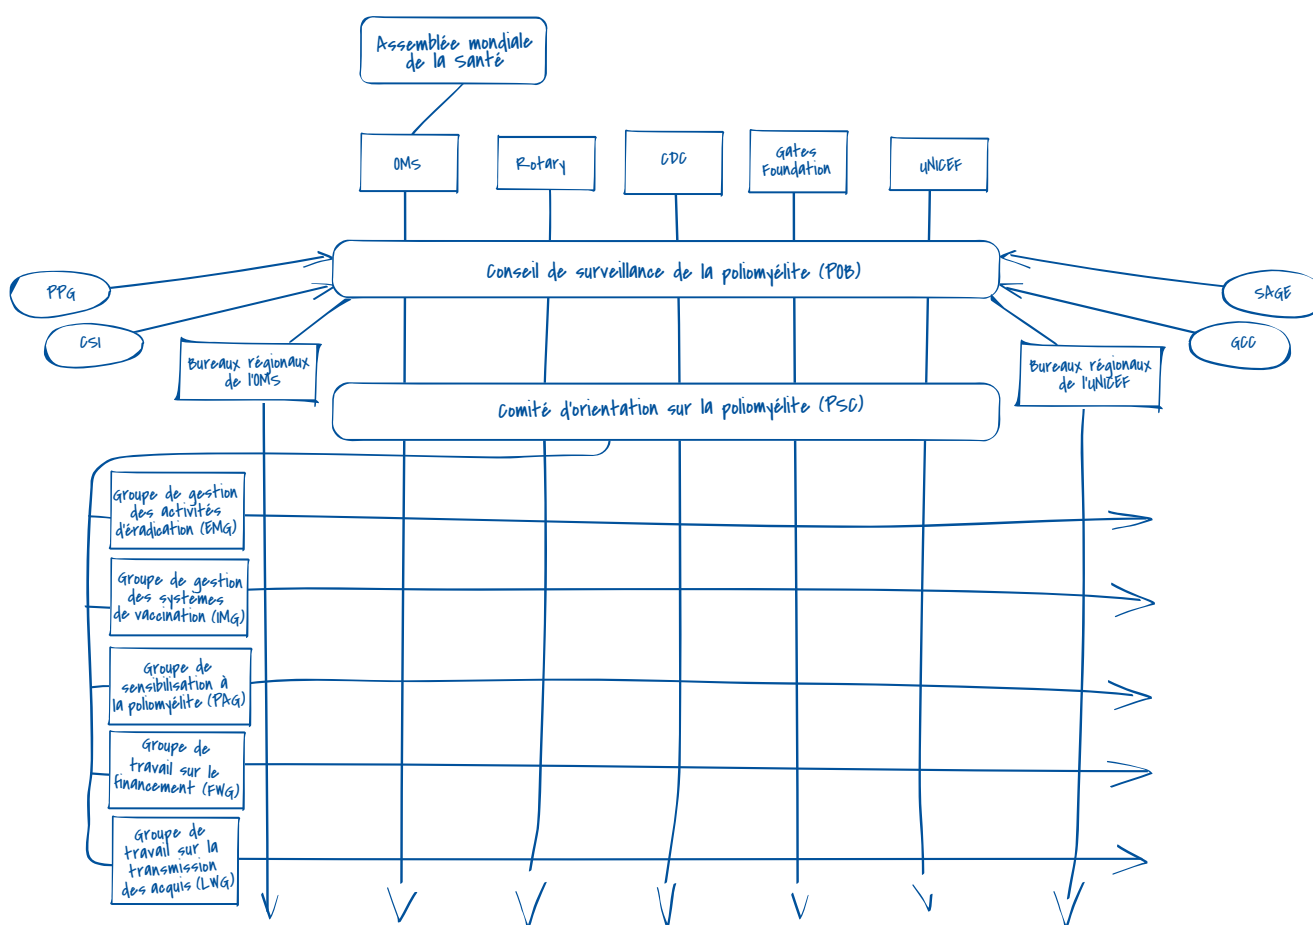 Assemblée mondiale
de la Santé
OMS
Rotary
CDC
Gates
Foundation
UNICEF
Conseil de surveillance de la poliomyélite (POB)
PPG
CSI
SAGE
GCC
Bureaux régionaux
de l'OMS
Bureaux régionaux
de l'UNICEF
Comité d'orientation sur la poliomyélite (PSC)
Groupe de gestion
des activités
d'éradication (EMG)
Groupe de gestion
des systèmes
de vaccination (IMG)
Groupe de
sensibilisation à
la poliomyélite (PAG)
Groupe de
travail sur le
financement (FWG)
Groupe de
travail sur la
transmission
des acquis (LWG)